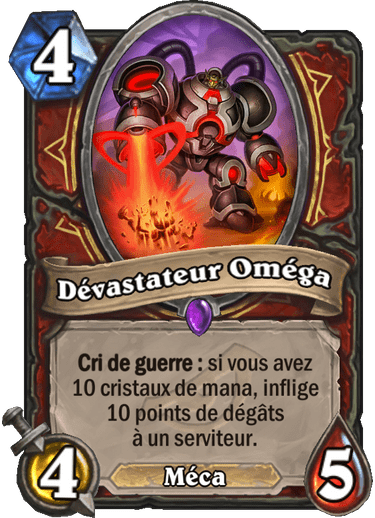 4
Dévastateur Oméga
Cri de guerre : si vous avez
10 cristaux de mana, inflige
10 points de dégâts
à un serviteur.
4
Méca
5